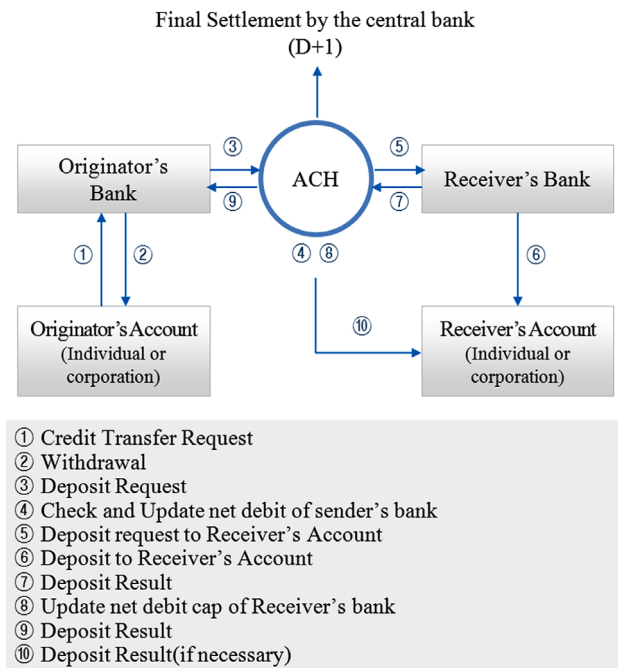 Final Settlement by the central bank
(D+1)
③
⑤
Originator’s
Bank
ACH
Receiver’s Bank
⑨
⑦
①
②
④ ⑧
⑥
Originator’s Account
(Individual or
corporation)
⑩
Receiver’s Account
(Individual or
corporation)
① Credit Transfer Request
② Withdrawal
③ Deposit Request
④ Check and Update net debit of sender’s bank
⑤ Deposit request to Receiver’s Account
⑥ Deposit to Receiver’s Account
⑦ Deposit Result
⑧ Update net debit cap of Receiver’s bank
⑨ Deposit Result
⑩ Deposit Result(if necessary)